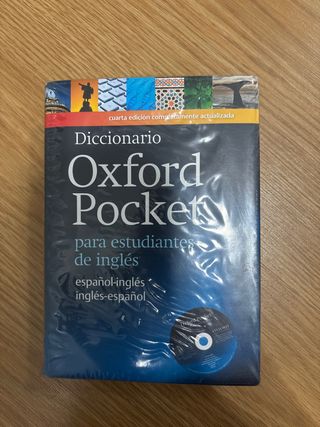 cuarta edición completamente actualizada
Diccionario
Oxford
Pocket
para estudiantes
de inglés
español-inglés
inglés-español